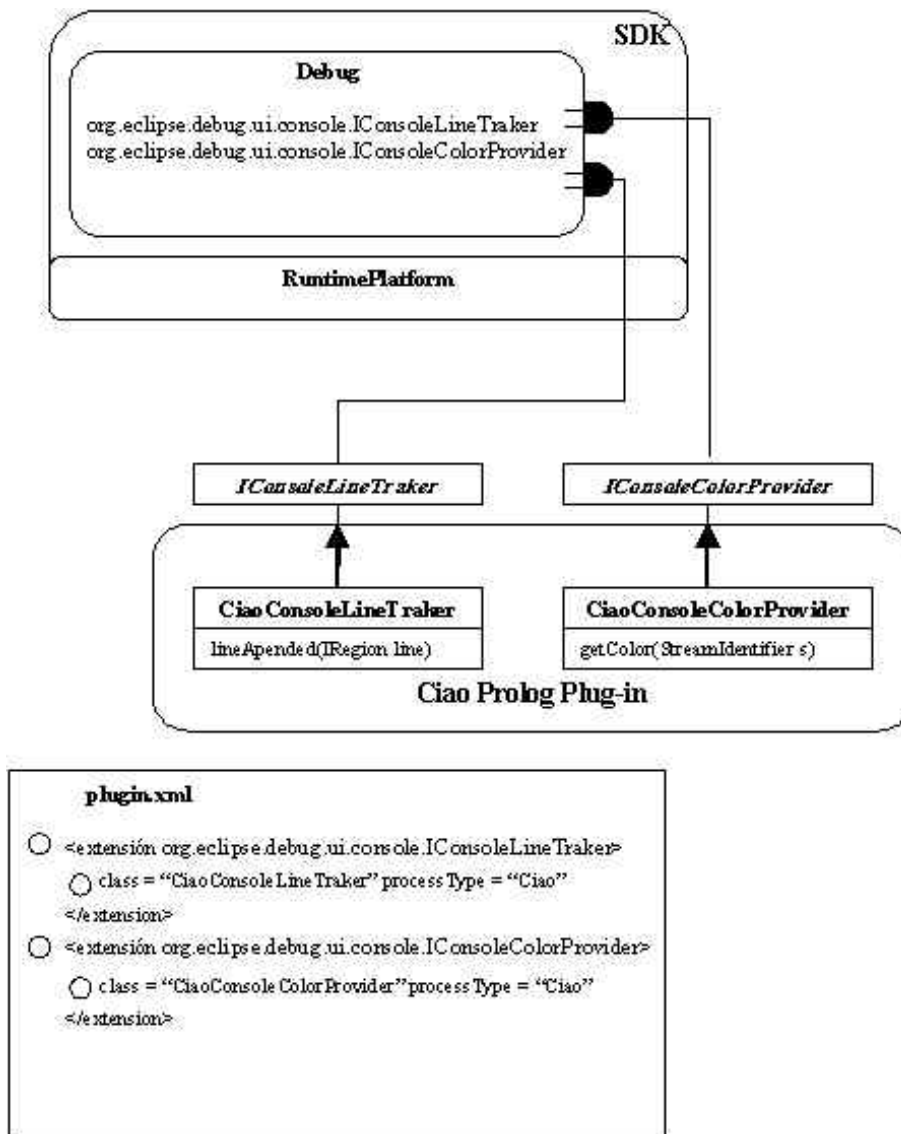 SDK
Debug
org.eclipse.debug.ui.console.IConsoleLineTraker
org.eclipse.debug.ui.console.IConsoleColorProvider
RuntimePlatform
IConsoleLineTraker
IConsoleColorProvider
CiaoConsoleLineTraker
lineApended(IRegion line)
CiaoConsoleColorProvider
getColor(StreamIdentifier s)
Ciao Prolog Plug-in
plugin.xml
<extensión org.eclipse.debug.ui.console.IConsoleLineTraker>
class = “CiaoConsoleLineTraker” processType = “Ciao”
</extension>
<extensión org.eclipse.debug.ui.console.IConsoleColorProvider>
class = “CiaoConsoleColorProvider” processType = “Ciao”
</extension>